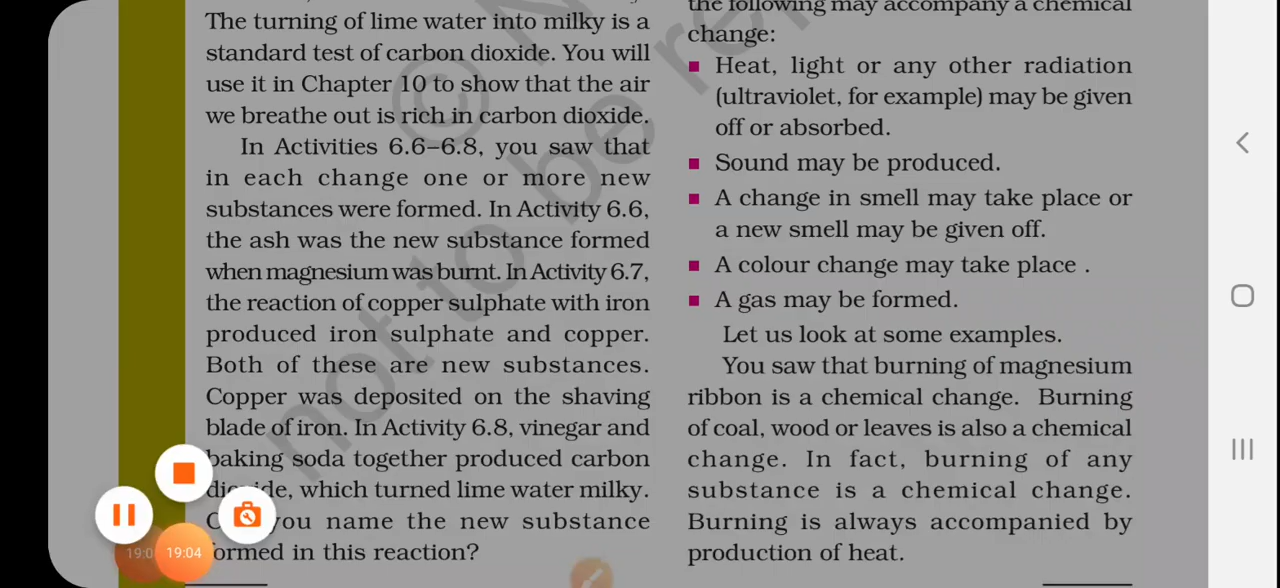 The turning of lime water into milky is a
standard test of carbon dioxide. You will
use it in Chapter 10 to show that the air
we breathe out is rich in carbon dioxide.
In Activities 6.6–6.8, you saw that
in each change one or more new
substances were formed. In Activity 6.6,
the ash was the new substance formed
when magnesium was burnt. In Activity 6.7,
the reaction of copper sulphate with iron
produced iron sulphate and copper.
Both of these are new substances.
Copper was deposited on the shaving
blade of iron. In Activity 6.8, vinegar and
baking soda together produced carbon
which turned lime water milky.
you name the new substance
formed in this reaction?
the following may accompany a chemical
change:
Heat, light or any other radiation
(ultraviolet, for example) may be given
off or absorbed.
Sound may be produced.
A change in smell may take place or
a new smell may be given off.
A colour change may take place .
A gas may be formed.
Let us look at some examples.
You saw that burning of magnesium
ribbon is a chemical change. Burning
of coal, wood or leaves is also a chemical
change. In fact, burning of any
substance is a chemical change.
Burning is always accompanied by
production of heat.
© N
not to be re
19:04